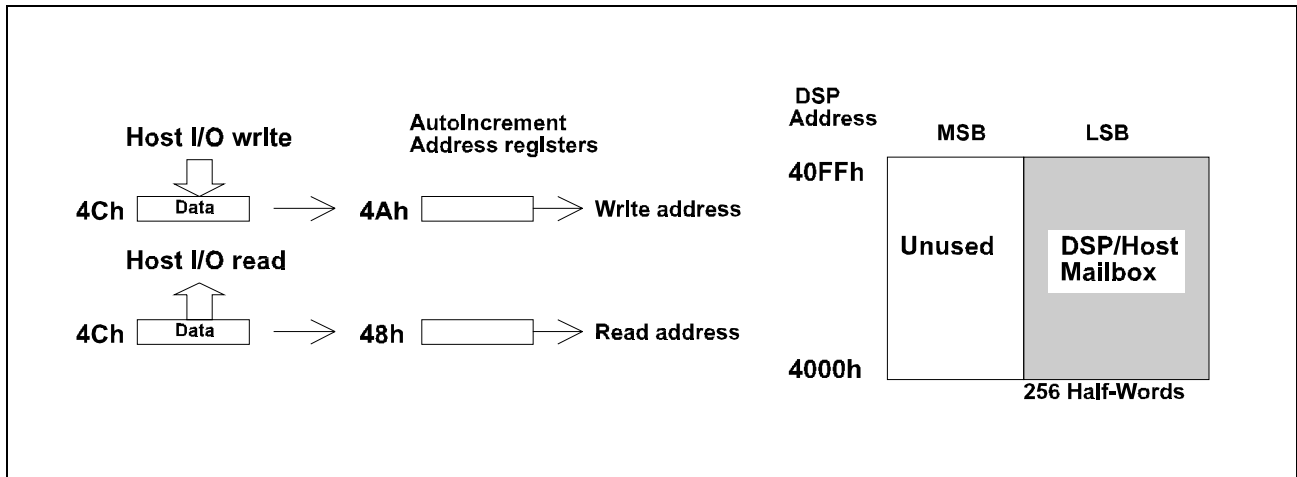 Host I/O write
AutoIncrement
Address registers
4Ch
Data
4Ah
Write address
Host I/O read
4Ch
Data
48h
Read address
DSP
Address
MSB
LSB
40FFh
Unused
DSP/Host
Mailbox
4000h
256 Half-Words